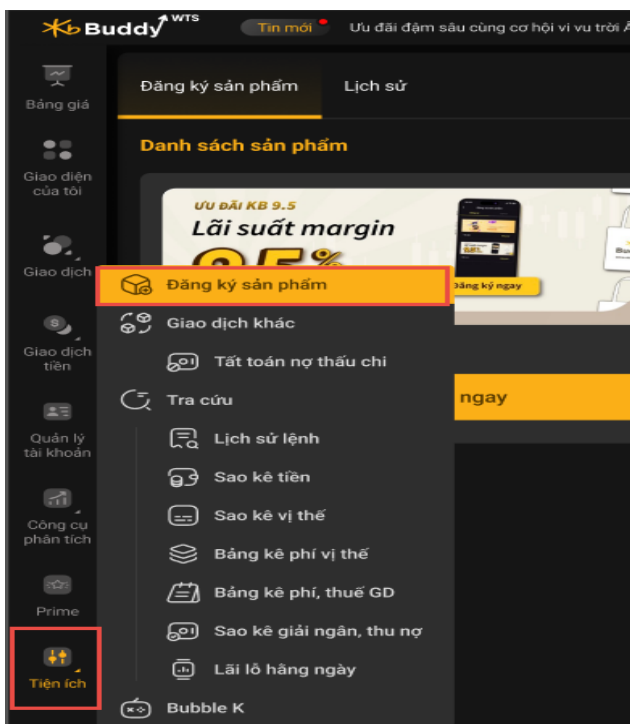 KB Buddy WTS
Tin mới
Ưu đãi đậm sâu cùng cơ hội vi vu trời
Bảng giá
Giao diện
của tôi
Giao dịch
Giao dịch
tiền
Quản lý
tài khoản
Công cụ
phân tích
Prime
Tiện ích
Đăng ký sản phẩm
Lịch sử
Danh sách sản phẩm
ƯU ĐÃI KB 9.5
Lãi suất margin
Đăng ký ngay
ngay
Đăng ký sản phẩm
Giao dịch khác
Tất toán nợ thấu chi
Tra cứu
Lịch sử lệnh
Sao kê tiền
Sao kê vị thế
Bảng kê phí vị thế
Bảng kê phí, thuế GD
Sao kê giải ngân, thu nợ
Lãi lỗ hằng ngày
Bubble K